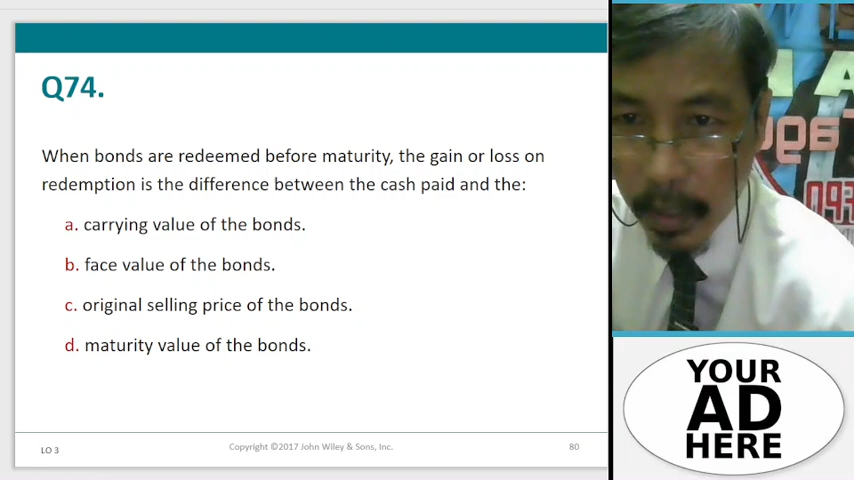 Q74.
When bonds are redeemed before maturity, the gain or loss on
redemption is the difference between the cash paid and the:
a. carrying value of the bonds.
b. face value of the bonds.
c. original selling price of the bonds.
d. maturity value of the bonds.
LO 3
Copyright ©2017 John Wiley & Sons, Inc.
80
YOUR
AD
HERE